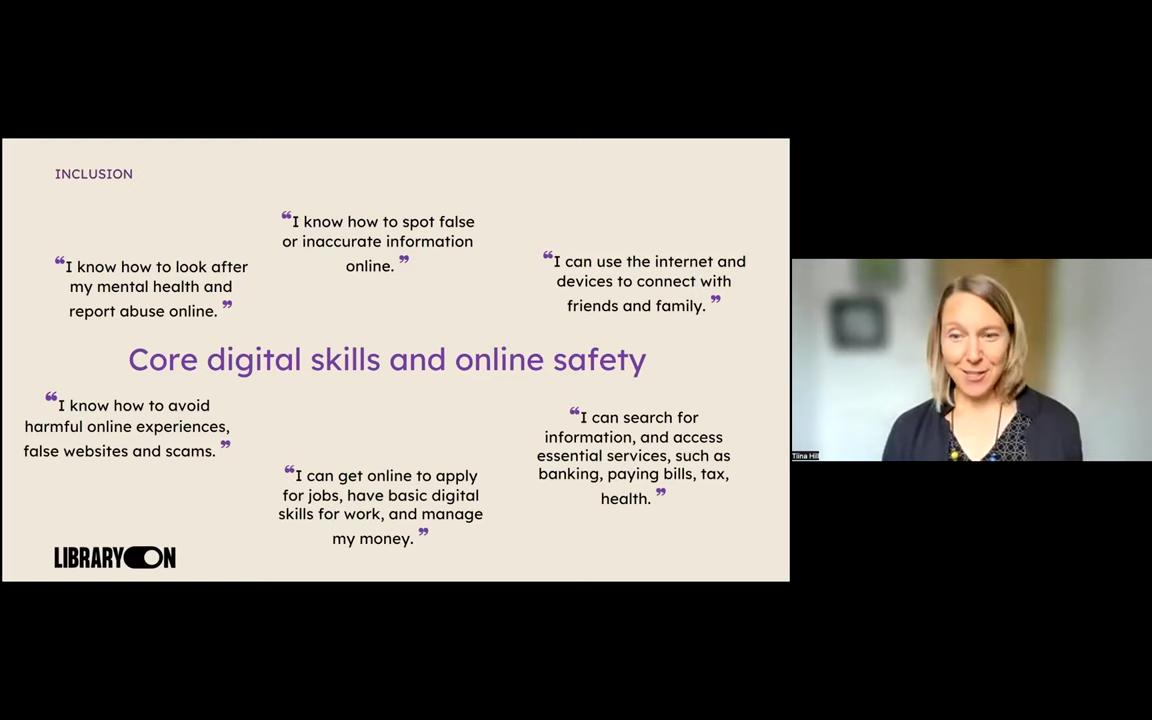 INCLUSION
❝I know how to spot false
or inaccurate information
online. ❞
❝I know how to look after
my mental health and
report abuse online. ❞
❝I can use the internet and
devices to connect with
friends and family. ❞
Core digital skills and online safety
❝I know how to avoid
harmful online experiences,
false websites and scams. ❞
❝I can search for
information, and access
essential services, such as
banking, paying bills, tax,
health. ❞
❝I can get online to apply
for jobs, have basic digital
skills for work, and manage
my money. ❞
LIBRARYON
Tiina Hill